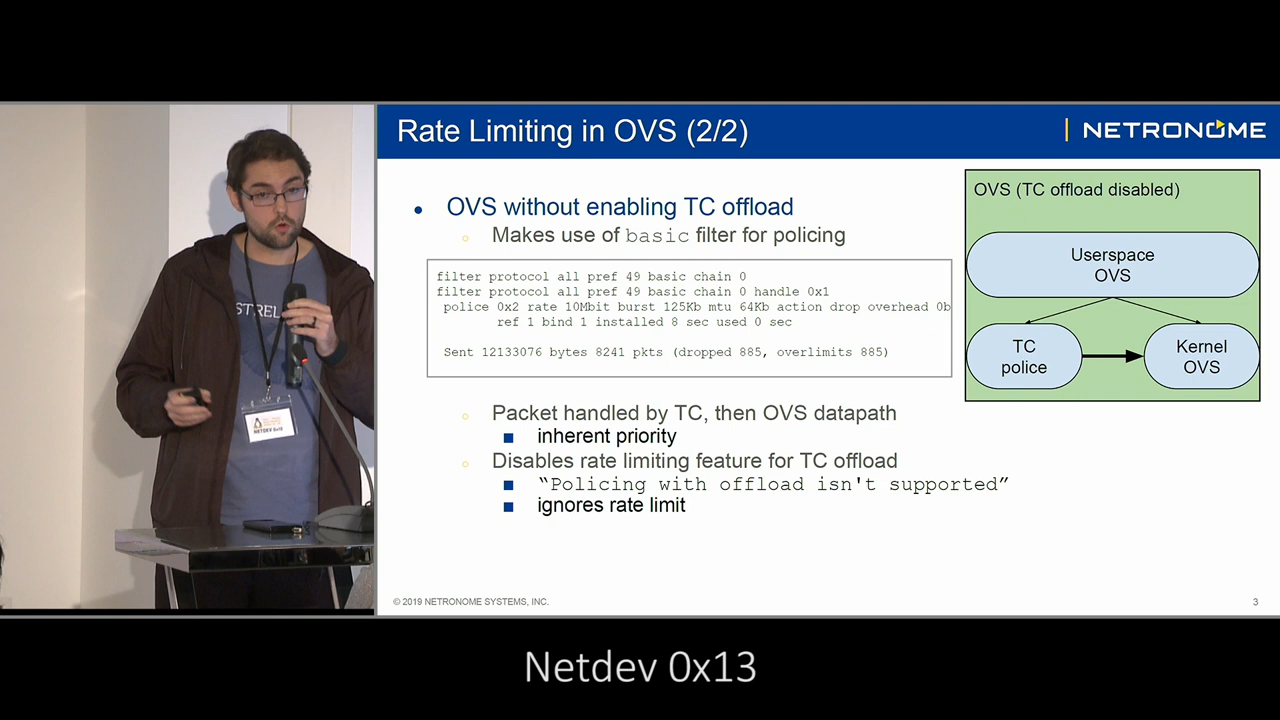 Rate Limiting in OVS (2/2)
NETRONOME
OVS without enabling TC offload
Makes use of basic filter for policing
filter protocol all pref 49 basic chain 0
filter protocol all pref 49 basic chain 0 handle 0x1
police 0x2 rate 10Mbit burst 125Kb mtu 64Kb action drop overhead 0b
ref 1 bind 1 installed 8 sec used 0 sec
Sent 12133076 bytes 8241 pkts (dropped 885, overlimits 885)
Packet handled by TC, then OVS datapath
inherent priority
Disables rate limiting feature for TC offload
“Policing with offload isn't supported”
ignores rate limit
OVS (TC offload disabled)
Userspace
OVS
TC
police
Kernel
OVS
© 2019 NETRONOME SYSTEMS, INC.
3
STREL
Netdev 0x13